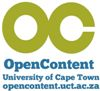 OC
OpenContent
University of Cape Town
opencontent.uct.ac.za